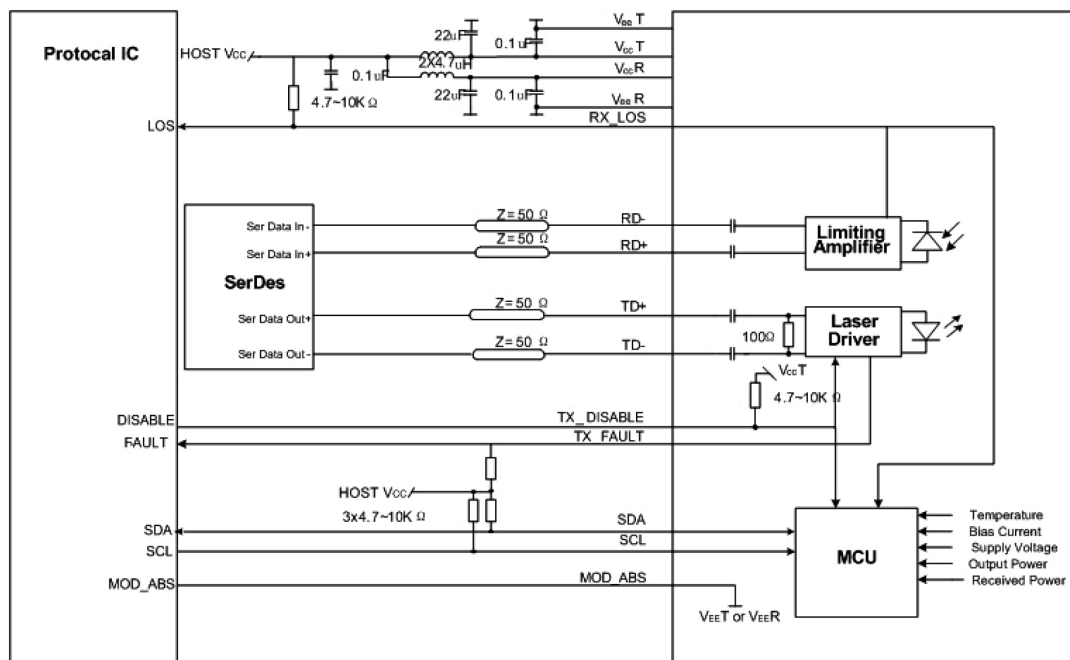 Protocal IC
HOST Vcc
22uF
0.1uF
VeeT
VccT
2X4.7uH
0.1uF
VccR
4.7~10K Ω
22uF
0.1uF
VeeR
LOS
RX_LOS
Z=50 Ω
RD-
Ser Data In-
Z=50 Ω
RD+
Ser Data In+
Limiting
Amplifier
SerDes
Z=50 Ω
TD+
Ser Data Out+
Laser
Driver
100Ω
Z=50 Ω
TD-
Ser Data Out-
VccT
4.7~10K Ω
DISABLE
TX_DISABLE
FAULT
TX_FAULT
HOST Vcc
3x4.7~10K Ω
SDA
SDA
SCL
SCL
MCU
Temperature
Bias Current
Supply Voltage
Output Power
Received Power
MOD_ABS
MOD_ABS
VEET or VEER